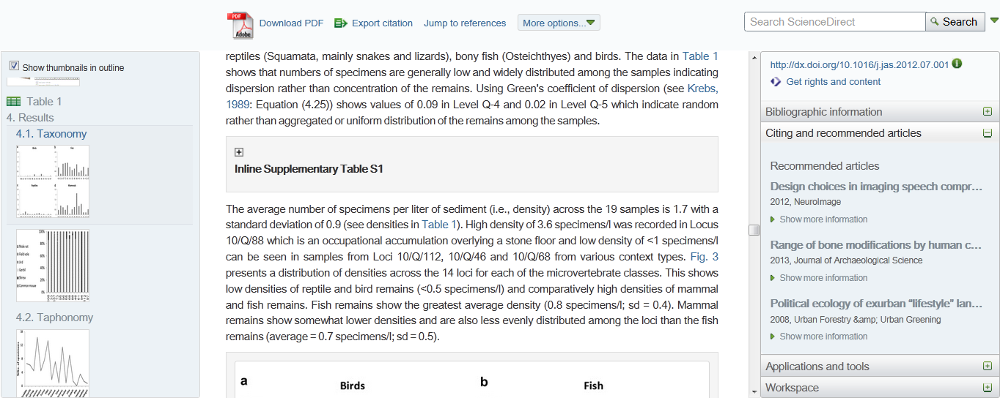 PDF
Adobe
Download PDF
Export citation
Jump to references
More options...
Search ScienceDirect
Search
Show thumbnails in outline
Table 1
4. Results
4.1. Taxonomy
4.2. Taphonomy
reptiles (Squamata, mainly snakes and lizards), bony fish (Osteichthyes) and birds. The data in Table 1
shows that numbers of specimens are generally low and widely distributed among the samples indicating
dispersion rather than concentration of the remains. Using Green's coefficient of dispersion (see Krebs,
1989: Equation (4.25)) shows values of 0.09 in Level Q-4 and 0.02 in Level Q-5 which indicate random
rather than aggregated or uniform distribution of the remains among the samples.
Inline Supplementary Table S1
The average number of specimens per liter of sediment (i.e., density) across the 19 samples is 1.7 with a
standard deviation of 0.9 (see densities in Table 1). High density of 3.6 specimens/l was recorded in Locus
10/Q/88 which is an occupational accumulation overlying a stone floor and low density of <1 specimens/l
can be seen in samples from Loci 10/Q/112, 10/Q/46 and 10/Q/68 from various context types. Fig. 3
presents a distribution of densities across the 14 loci for each of the microvertebrate classes. This shows
low densities of reptile and bird remains (<0.5 specimens/l) and comparatively high densities of mammal
and fish remains. Fish remains show the greatest average density (0.8 specimens/l; sd = 0.4). Mammal
remains show somewhat lower densities and are also less evenly distributed among the loci than the fish
remains (average = 0.7 specimens/l; sd = 0.5).
a
Birds
b
Fish
http://dx.doi.org/10.1016/j.jas.2012.07.001
Get rights and content
Bibliographic information
Citing and recommended articles
Recommended articles
Design choices in imaging speech compr...
2012, NeuroImage
Show more information
Range of bone modifications by human c...
2013, Journal of Archaeological Science
Show more information
Political ecology of exurban “lifestyle” lan...
2008, Urban Forestry &amp; Urban Greening
Show more information
Applications and tools
Workspace